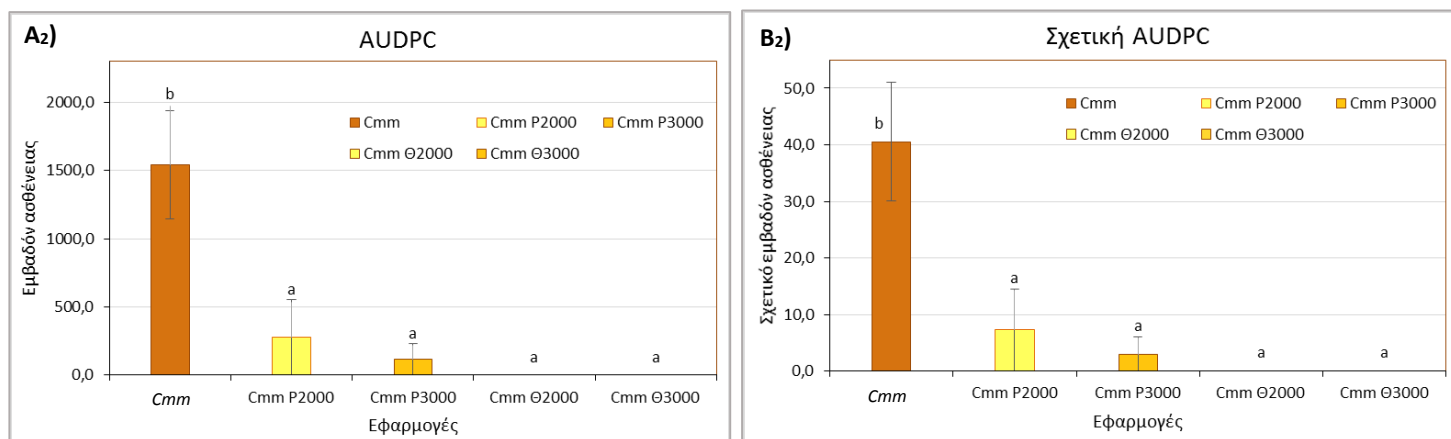 A₂)
AUDPC
b
2000,0
Cmm
Cmm P2000
Cmm P3000
Cmm Θ2000
Cmm Θ3000
1500,0
1000,0
500,0
0,0
a
a
a
a
Εμβαδόν ασθένειας
Cmm
Cmm P2000
Cmm P3000
Cmm Θ2000
Cmm Θ3000
Εφαρμογές
B₂)
Σχετική AUDPC
50,0
Cmm
Cmm P2000
Cmm P3000
Cmm Θ2000
Cmm Θ3000
b
40,0
30,0
20,0
10,0
0,0
a
a
a
a
Σχετικό εμβαδόν ασθένειας
Cmm
Cmm P2000
Cmm P3000
Cmm Θ2000
Cmm Θ3000
Εφαρμογές